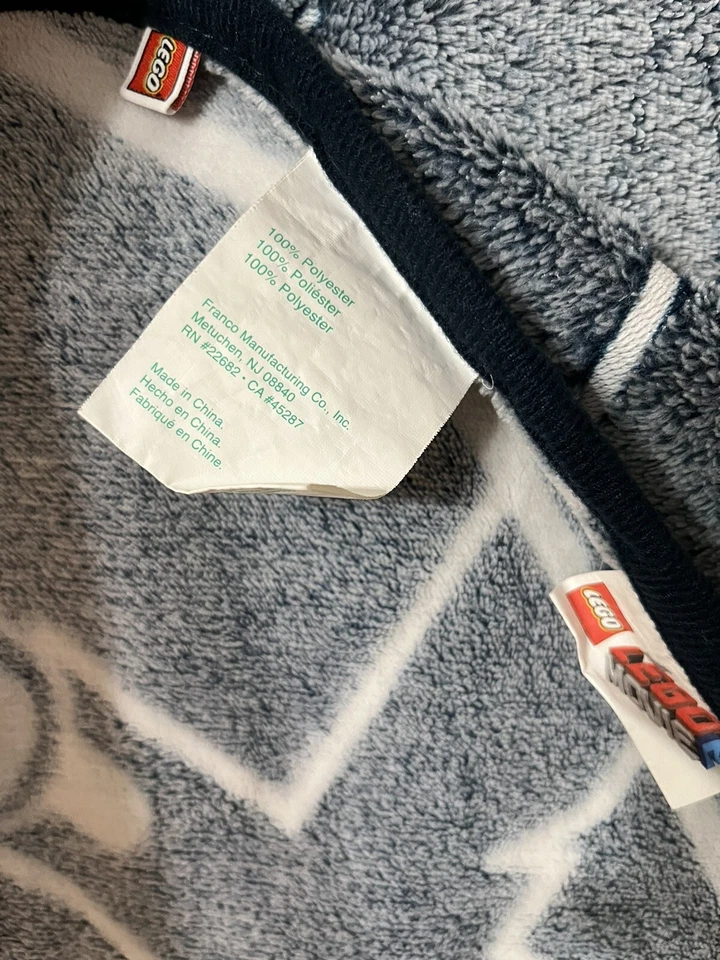 LEGO
100% Polyester
100% Poliéster
100% Polyester
Franco Manufacturing Co., Inc.
Metuchen, NJ 08840
RN #22682 • CA #45287
Made in China.
Hecho en China.
Fabriqué en Chine.
LEGO
LEGO
MOVIE